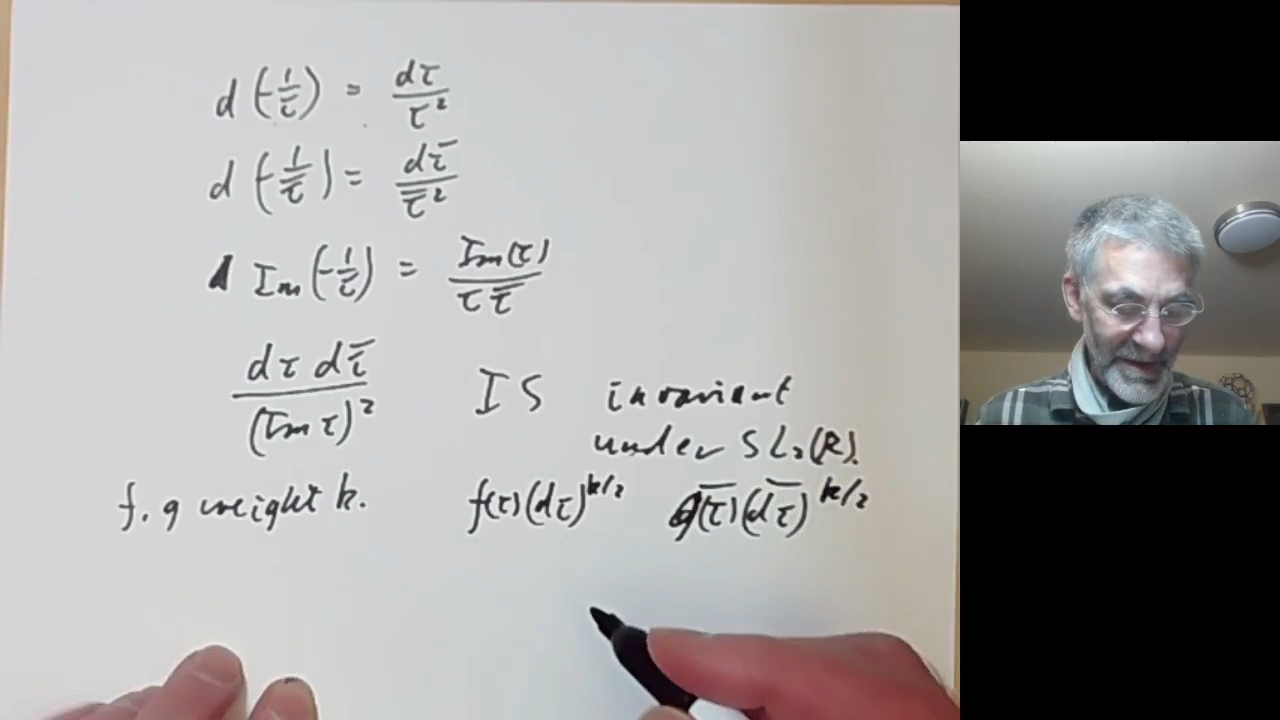 d(-1/τ) = dτ/τ²
d(-1/τ̄) = dτ̄/τ̄²
Im(-1/τ) = Im(τ)/ττ̄
dτ dτ̄/(Im τ)² IS invariant
under SL₂(R).
f, g weight k. f(τ)(dτ)^{k/2} g(τ̄)(dτ̄)^{k/2}